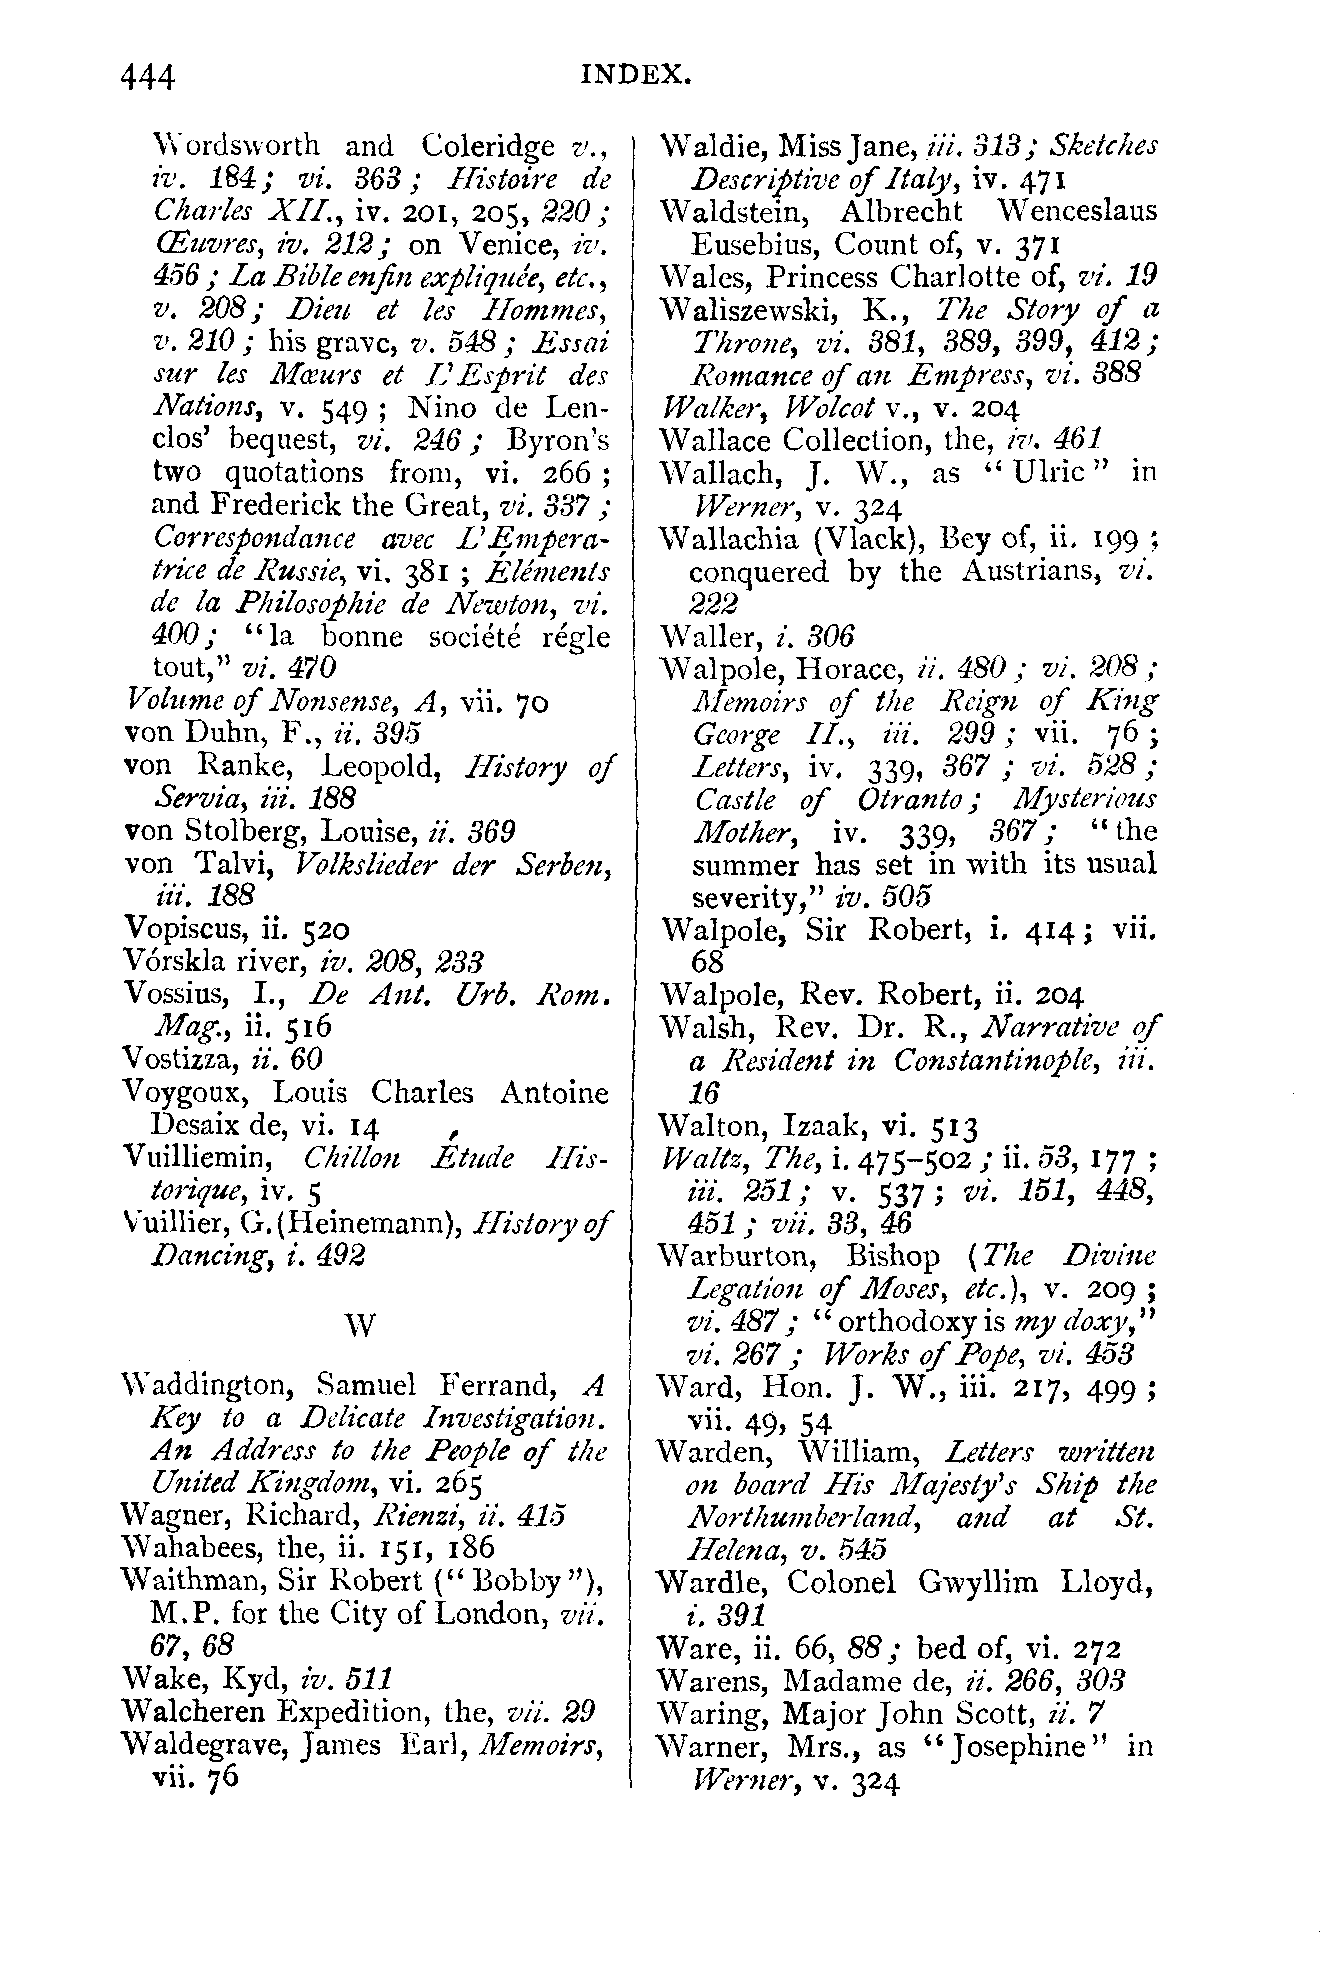 444
INDEX.
Wordsworth and Coleridge v.,
iv. 184; vi. 363; Histoire de
Charles XII., iv. 201, 205, 220;
Œuvres, iv. 212; on Venice, iv.
456; La Bible enfin expliquée, etc.,
v. 208; Dieu et les Hommes,
v. 210; his grave, v. 548; Essai
sur les Mœurs et L'Esprit des
Nations, v. 549; Nino de Len-
clos' bequest, vi. 246; Byron's
two quotations from, vi. 266;
and Frederick the Great, vi. 337;
Correspondance avec L'Empera-
trice de Russie, vi. 381; Éléments
de la Philosophie de Newton, vi.
400; "la bonne société régle
tout," vi. 470
Volume of Nonsense, A, vii. 70
von Duhn, F., ii. 395
von Ranke, Leopold, History of
Servia, iii. 188
von Stolberg, Louise, ii. 369
von Talvi, Volkslieder der Serben,
iii. 188
Vopiscus, ii. 520
Vórskla river, iv. 208, 233
Vossius, I., De Ant. Urb. Rom.
Mag., ii. 516
Vostizza, ii. 60
Voygoux, Louis Charles Antoine
Desaix de, vi. 14
Vuilliemin, Chillon Étude His-
torique, iv. 5
Vuillier, G. (Heinemann), History of
Dancing, i. 492
W
Waddington, Samuel Ferrand, A
Key to a Delicate Investigation.
An Address to the People of the
United Kingdom, vi. 265
Wagner, Richard, Rienzi, ii. 415
Wahabees, the, ii. 151, 186
Waithman, Sir Robert ("Bobby"),
M.P. for the City of London, vii.
67, 68
Wake, Kyd, iv. 511
Walcheren Expedition, the, vii. 29
Waldegrave, James Earl, Memoirs,
vii. 76
Waldie, Miss Jane, iii. 313; Sketches
Descriptive of Italy, iv. 471
Waldstein, Albrecht Wenceslaus
Eusebius, Count of, v. 371
Wales, Princess Charlotte of, vi. 19
Waliszewski, K., The Story of a
Throne, vi. 381, 389, 399, 412;
Romance of an Empress, vi. 388
Walker, Wolcot v., v. 204
Wallace Collection, the, iv. 461
Wallach, J. W., as "Ulric" in
Werner, v. 324
Wallachia (Vlack), Bey of, ii. 199;
conquered by the Austrians, vi.
222
Waller, i. 306
Walpole, Horace, ii. 480; vi. 208;
Memoirs of the Reign of King
George II., iii. 299; vii. 76;
Letters, iv. 339, 367; vi. 528;
Castle of Otranto; Mysterious
Mother, iv. 339, 367; "the
summer has set in with its usual
severity," iv. 505
Walpole, Sir Robert, i. 414; vii.
68
Walpole, Rev. Robert, ii. 204
Walsh, Rev. Dr. R., Narrative of
a Resident in Constantinople, iii.
16
Walton, Izaak, vi. 513
Waltz, The, i. 475–502; ii. 53, 177;
iii. 251; v. 537; vi. 151, 448,
451; vii. 33, 46
Warburton, Bishop (The Divine
Legation of Moses, etc.), v. 209;
vi. 487; "orthodoxy is my doxy,"
vi. 267; Works of Pope, vi. 453
Ward, Hon. J. W., iii. 217, 499;
vii. 49, 54
Warden, William, Letters written
on board His Majesty's Ship the
Northumberland, and at St.
Helena, v. 545
Wardle, Colonel Gwyllim Lloyd,
i. 391
Ware, ii. 66, 88; bed of, vi. 272
Warens, Madame de, ii. 266, 303
Waring, Major John Scott, ii. 7
Warner, Mrs., as "Josephine" in
Werner, v. 324